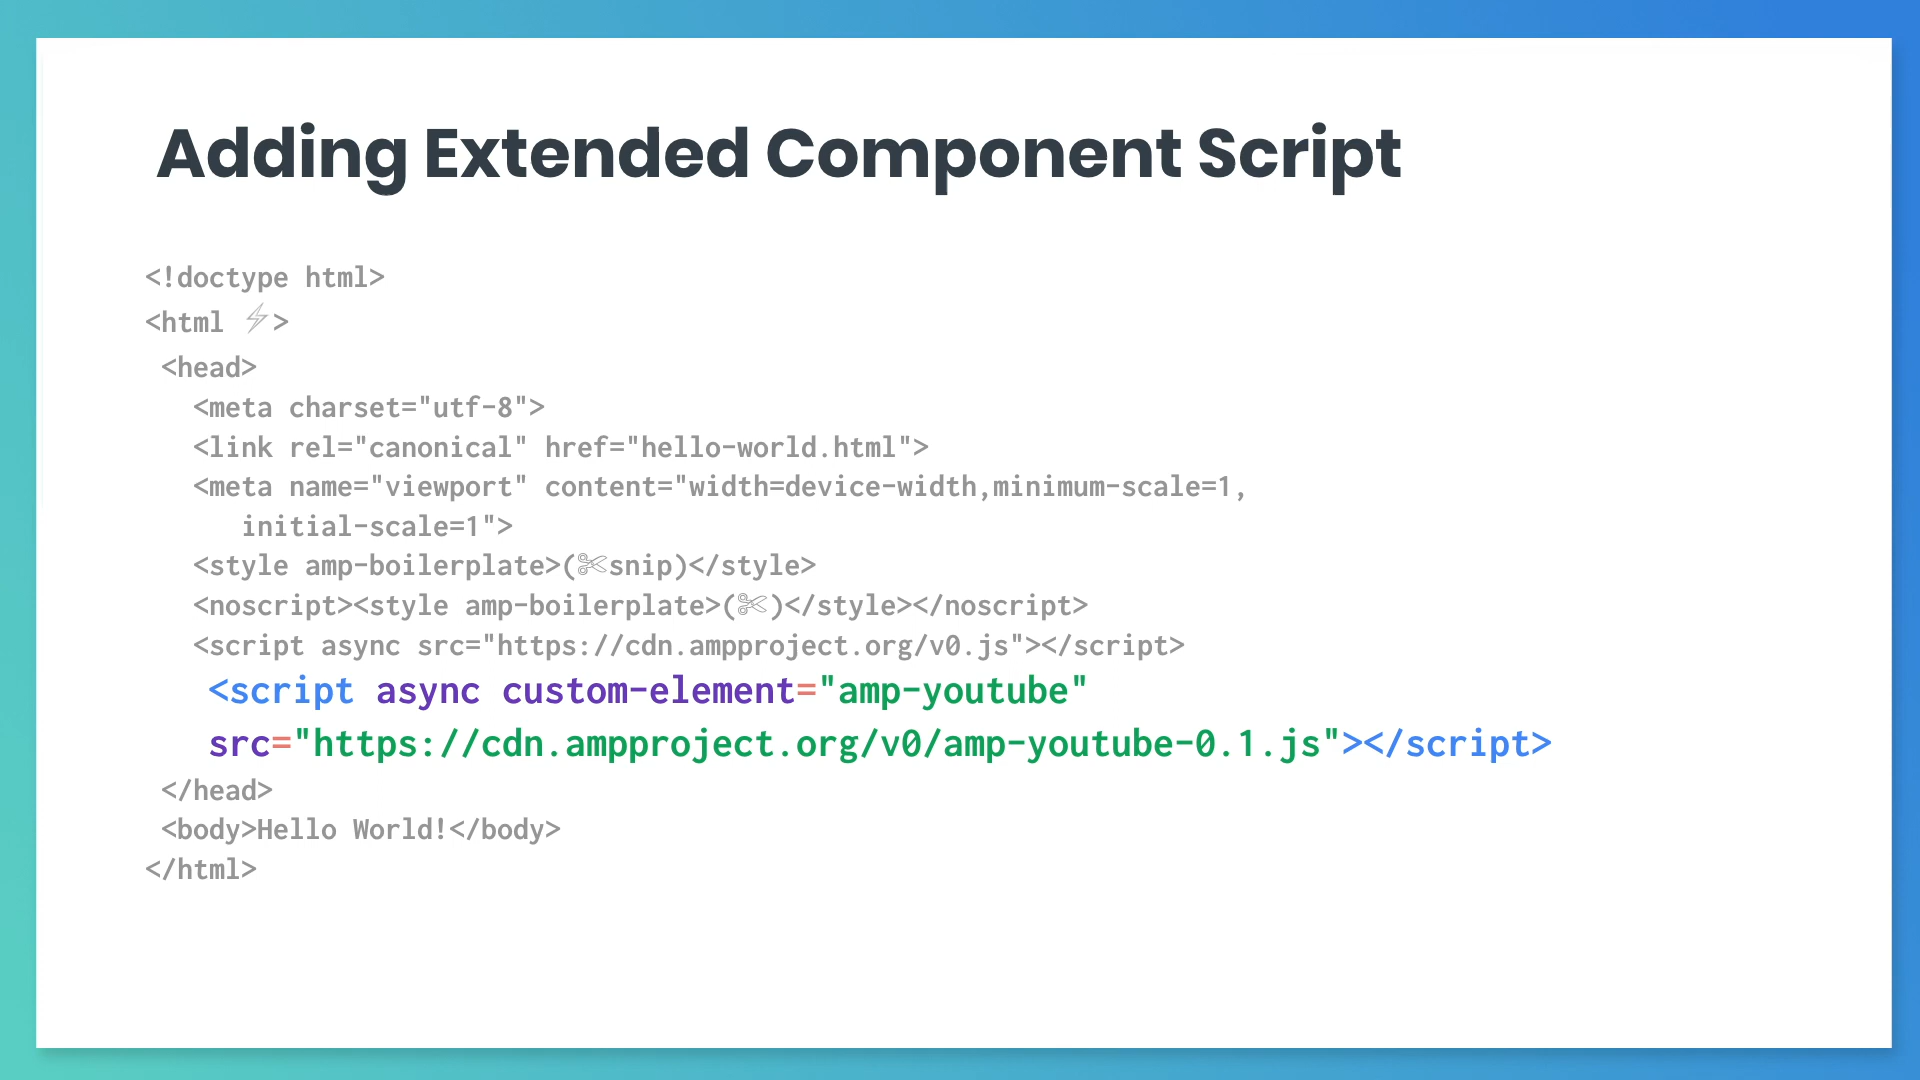 Adding Extended Component Script
<!doctype html>
<html ⚡>
<head>
<meta charset="utf-8">
<link rel="canonical" href="hello-world.html">
<meta name="viewport" content="width=device-width,minimum-scale=1,
initial-scale=1">
<style amp-boilerplate>(✄snip)</style>
<noscript><style amp-boilerplate>(✄)</style></noscript>
<script async src="https://cdn.ampproject.org/v0.js"></script>
<script async custom-element="amp-youtube"
src="https://cdn.ampproject.org/v0/amp-youtube-0.1.js"></script>
</head>
<body>Hello World!</body>
</html>